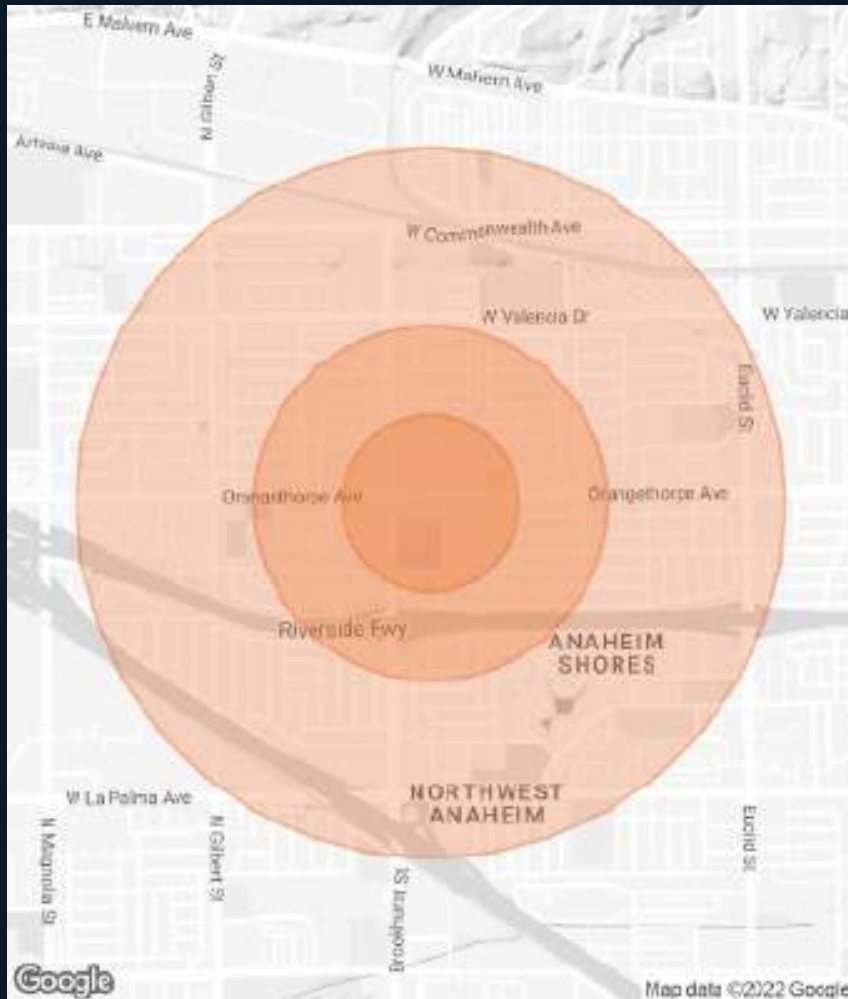 E Malvern Ave
N Gilbert St
W Malvern Ave
Artesia Ave
W Commonwealth Ave
W Valencia Dr
W Valencia
Euclid St
Orangethorpe Ave
Orangethorpe Ave
Riverside Fwy
ANAHEIM
SHORES
W La Palma Ave
NORTHWEST
ANAHEIM
N Magnolia St
N Gilbert St
Brookhurst St
Euclid St
Google
Map data ©2022 Google